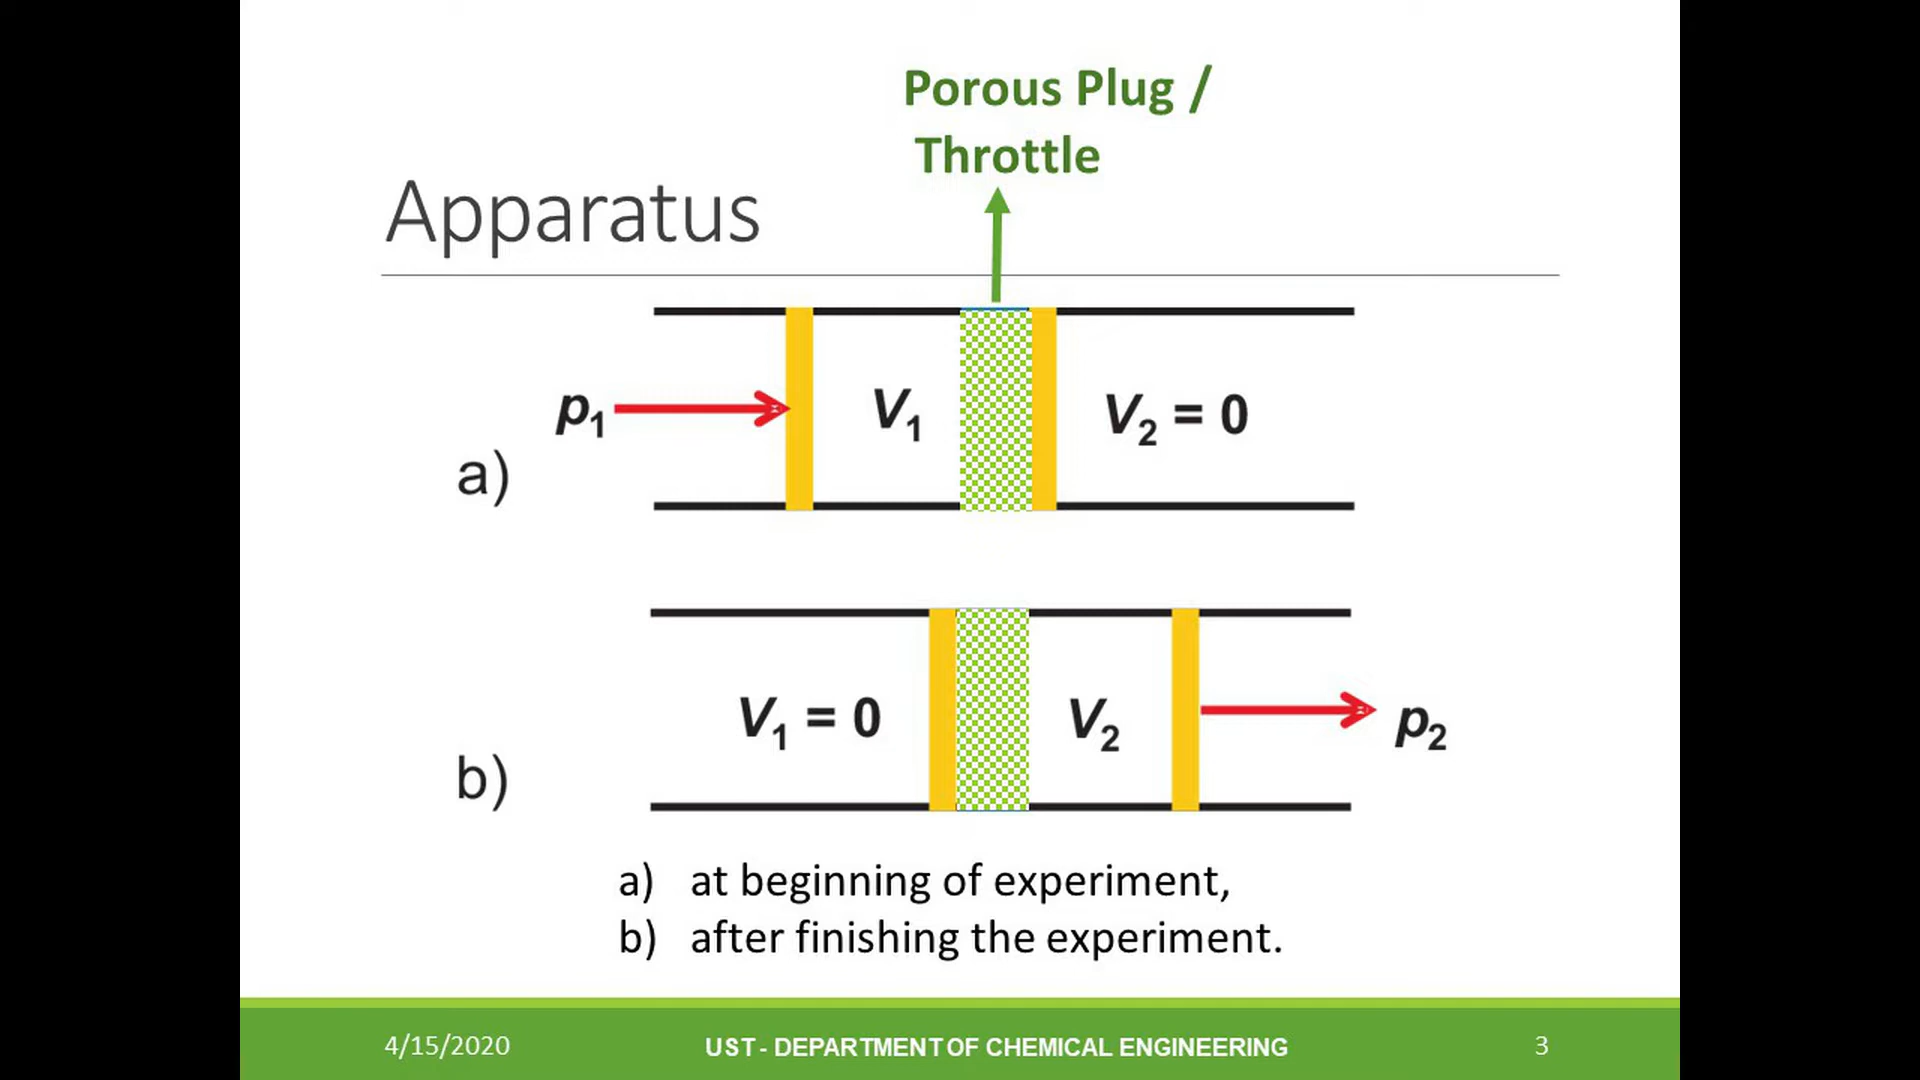 Porous Plug /
Throttle
Apparatus
p1
V1
V2 = 0
a)
V1 = 0
V2
p2
b)
a) at beginning of experiment,
b) after finishing the experiment.
4/15/2020
UST - DEPARTMENT OF CHEMICAL ENGINEERING
3